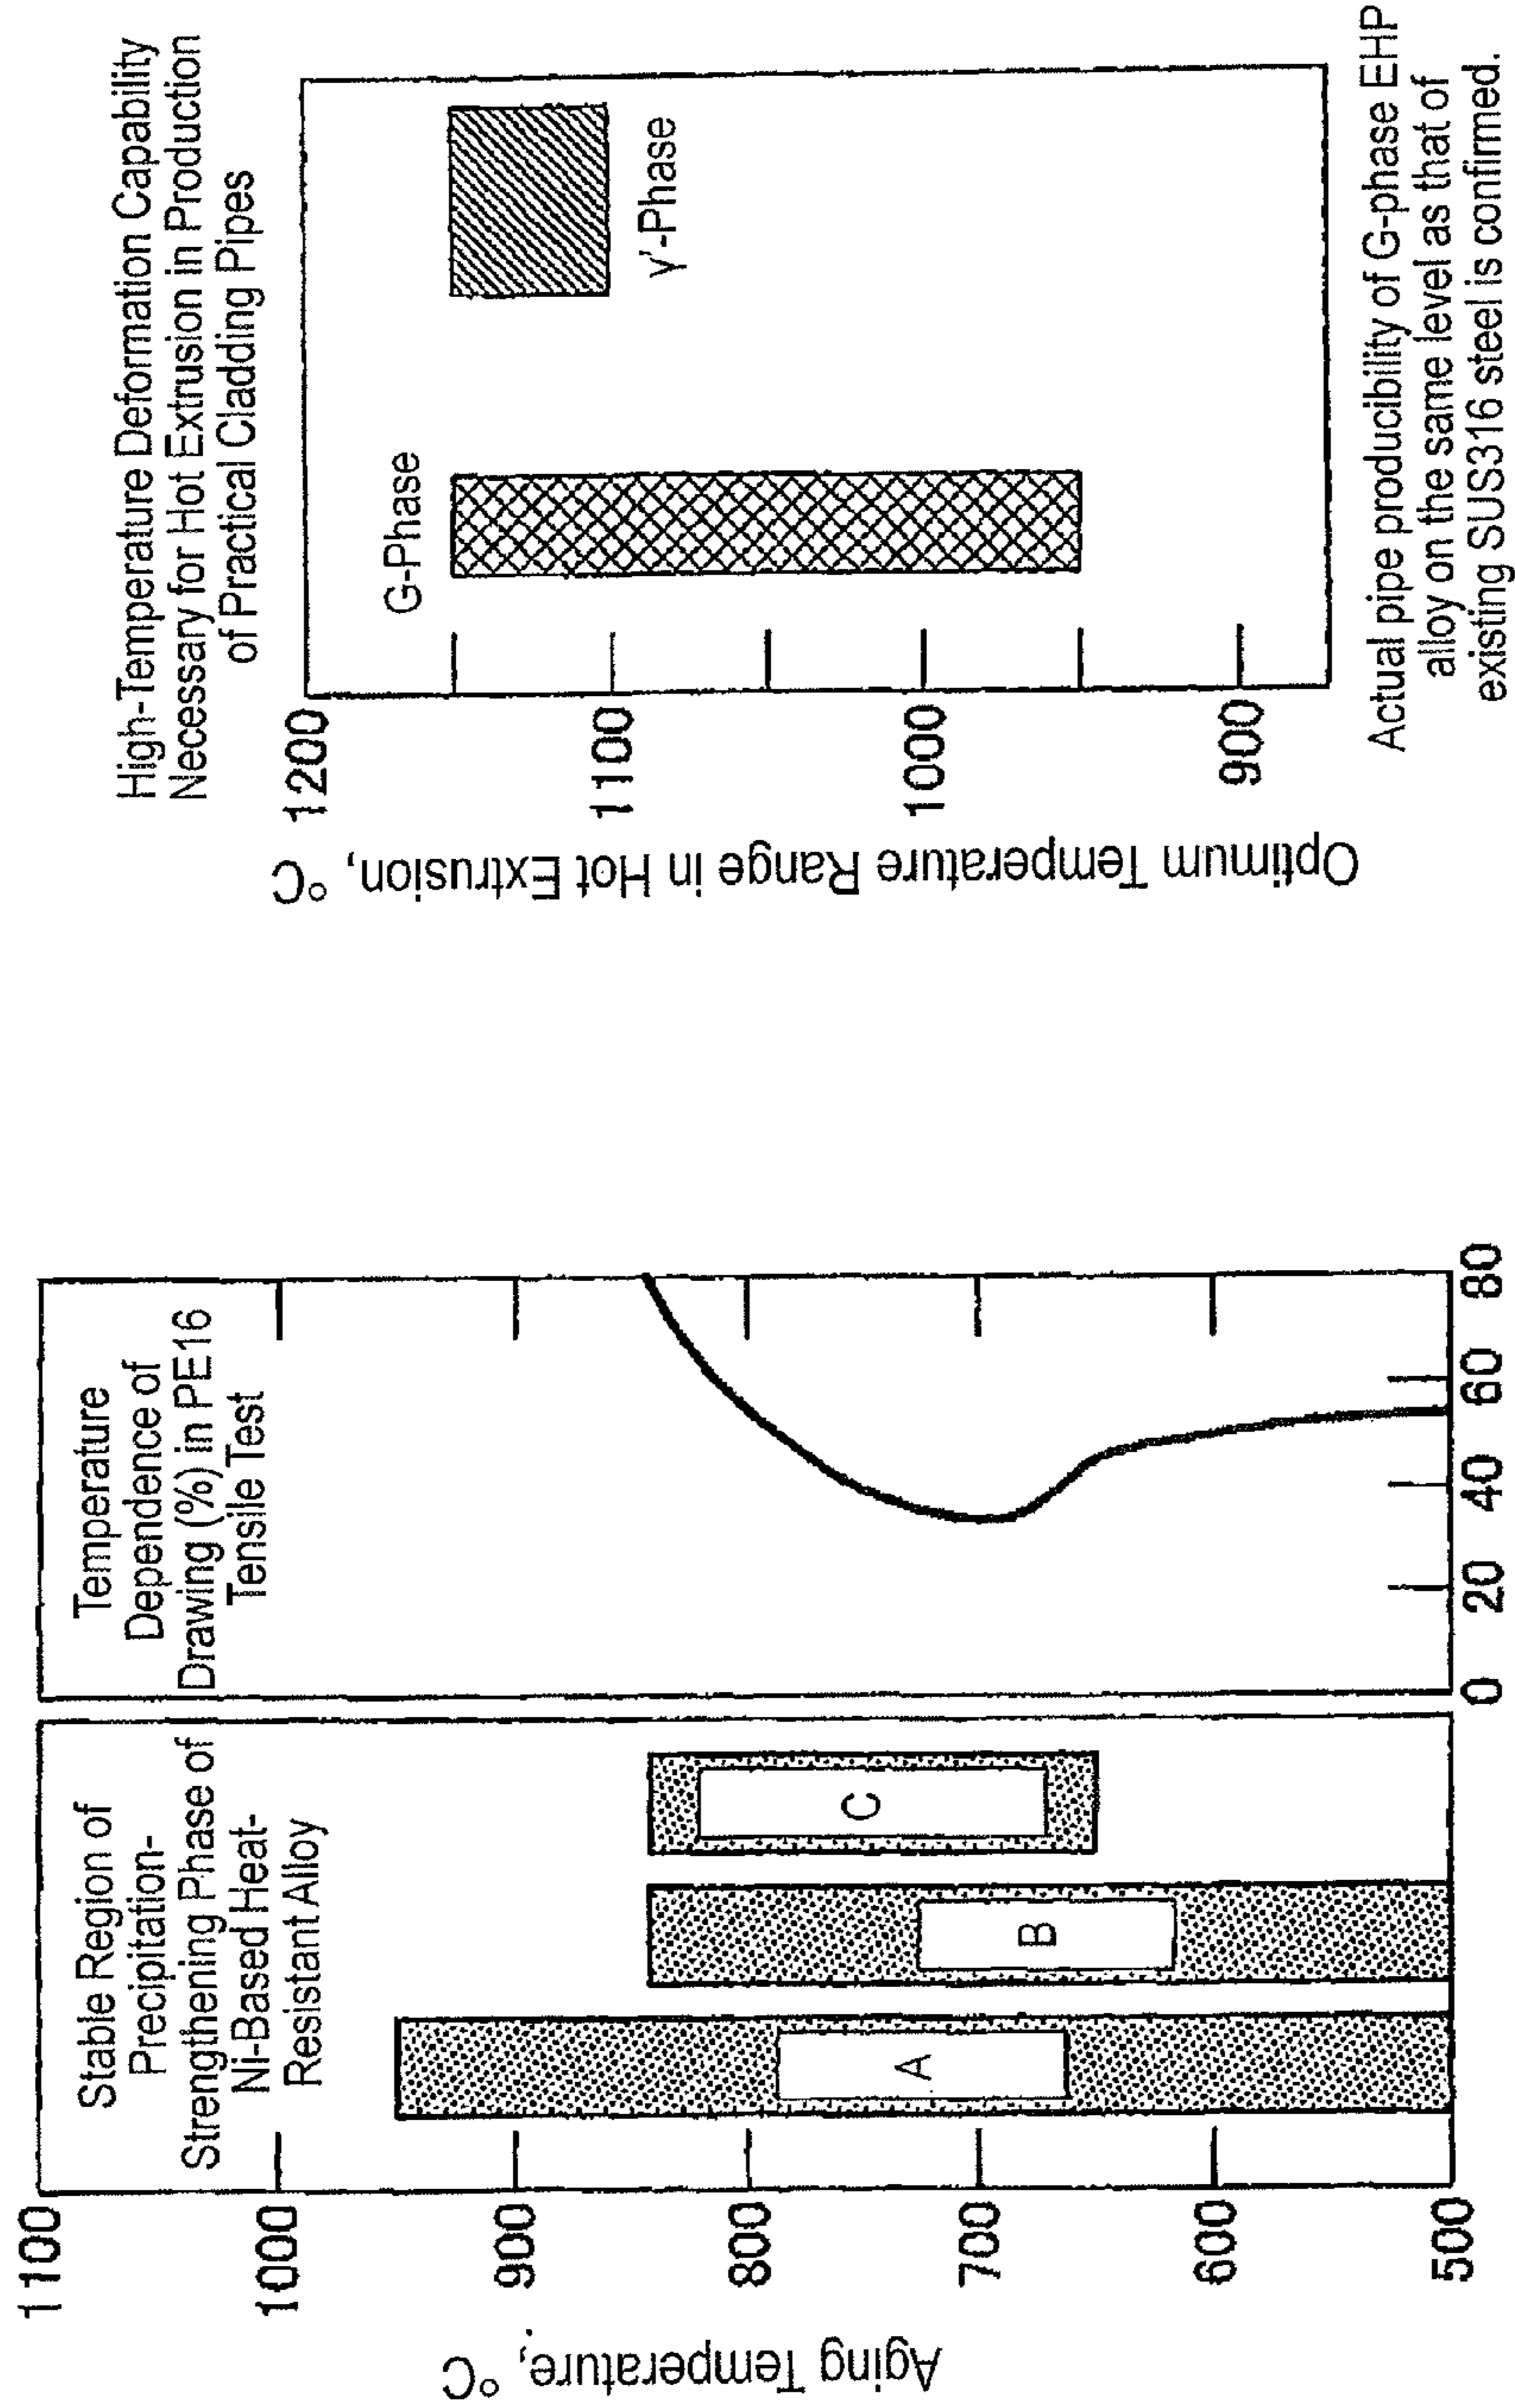 Stable Region of
Precipitation-
Strengthening Phase of
Ni-Based Heat-
Resistant Alloy
Temperature
Dependence of
Drawing (%) in PE16
Tensile Test
Aging Temperature, °C
1100
1000
900
800
700
600
500
A
B
C
0
20
40
60
80
High-Temperature Deformation Capability
Necessary for Hot Extrusion in Production
of Practical Cladding Pipes
Optimum Temperature Range in Hot Extrusion, °C
1200
1100
1000
900
G-Phase
γ'-Phase
Actual pipe producibility of G-phase EHP
alloy on the same level as that of
existing SUS316 steel is confirmed.